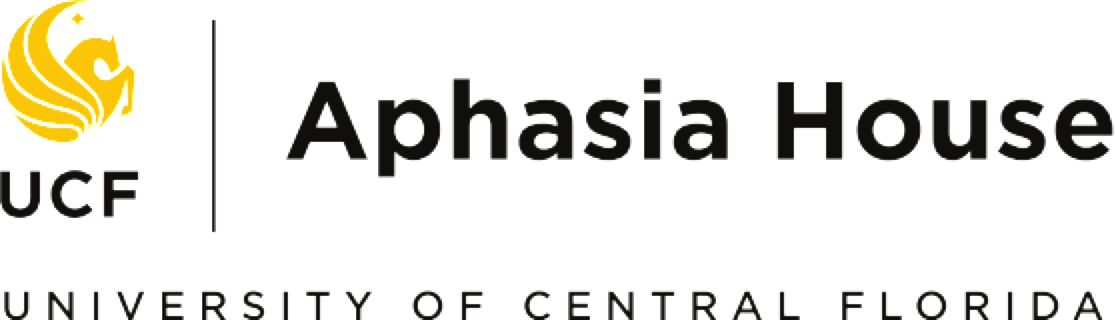 UCF
Aphasia House
UNIVERSITY OF CENTRAL FLORIDA